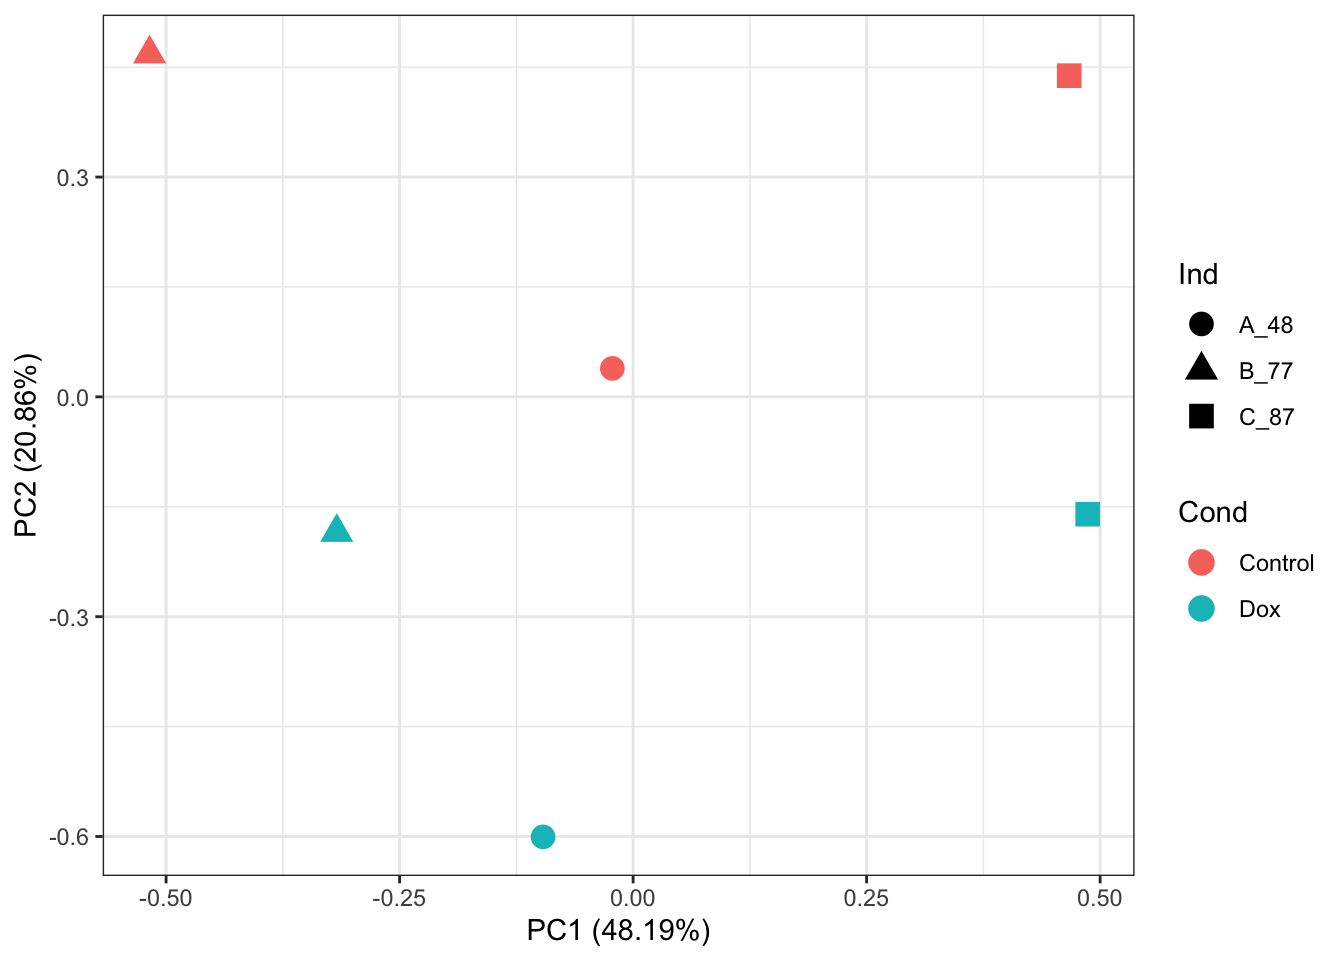 0.3
0.0
-0.3
-0.6
PC2 (20.86%)
-0.50
-0.25
0.00
0.25
0.50
PC1 (48.19%)
Ind
A_48
B_77
C_87
Cond
Control
Dox